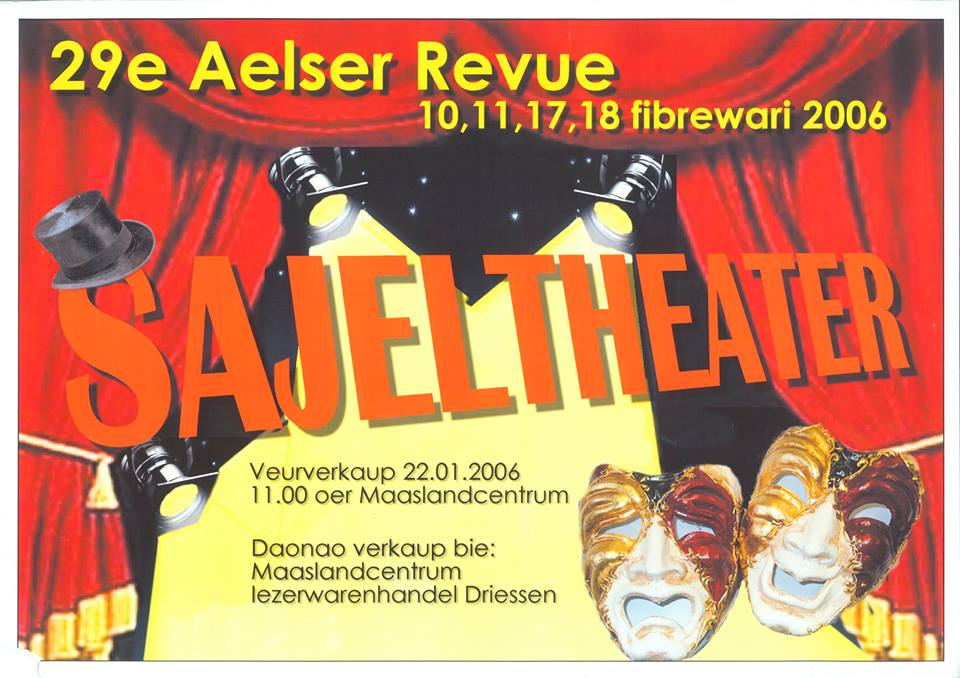 29e Aelser Revue
10,11,17,18 fibrewari 2006
SAJELTHEATER
Veurverkaup 22.01.2006
11.00 oer Maaslandcentrum
Daonao verkaup bie:
Maaslandcentrum
Iezerwarenhandel Driessen